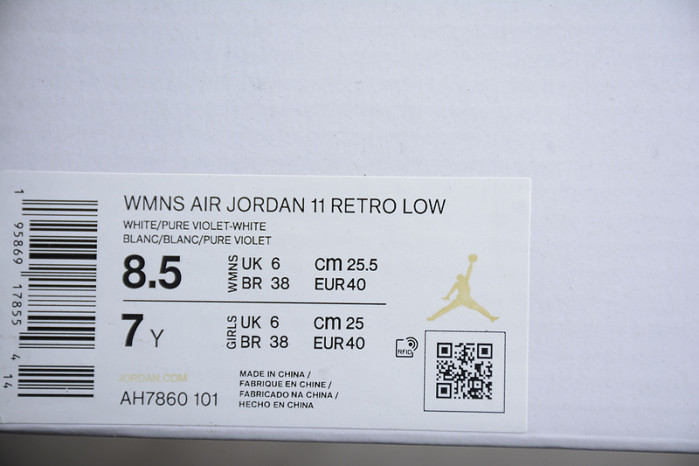 WMNS AIR JORDAN 11 RETRO LOW
WHITE/PURE VIOLET-WHITE
BLANC/BLANC/PURE VIOLET
8.5 WMNS UK 6 cm 25.5
BR 38 EUR 40
7 Y GIRLS UK 6 cm 25
BR 38 EUR 40
RFID
JORDAN.COM
AH7860 101
MADE IN CHINA /
FABRIQUE EN CHINE /
FABRICADO NA CHINA /
HECHO EN CHINA
1 95869 17855 4 14